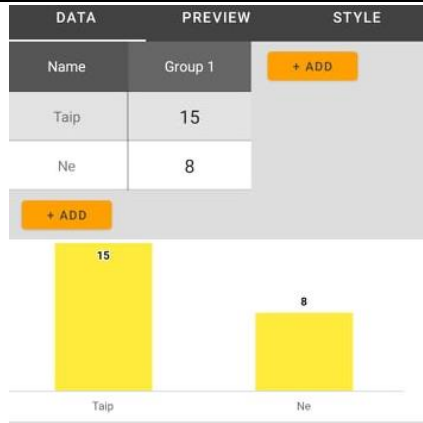 DATA PREVIEW STYLE
Name Group 1 + ADD
Taip 15
Ne 8
+ ADD
15
8
Taip Ne